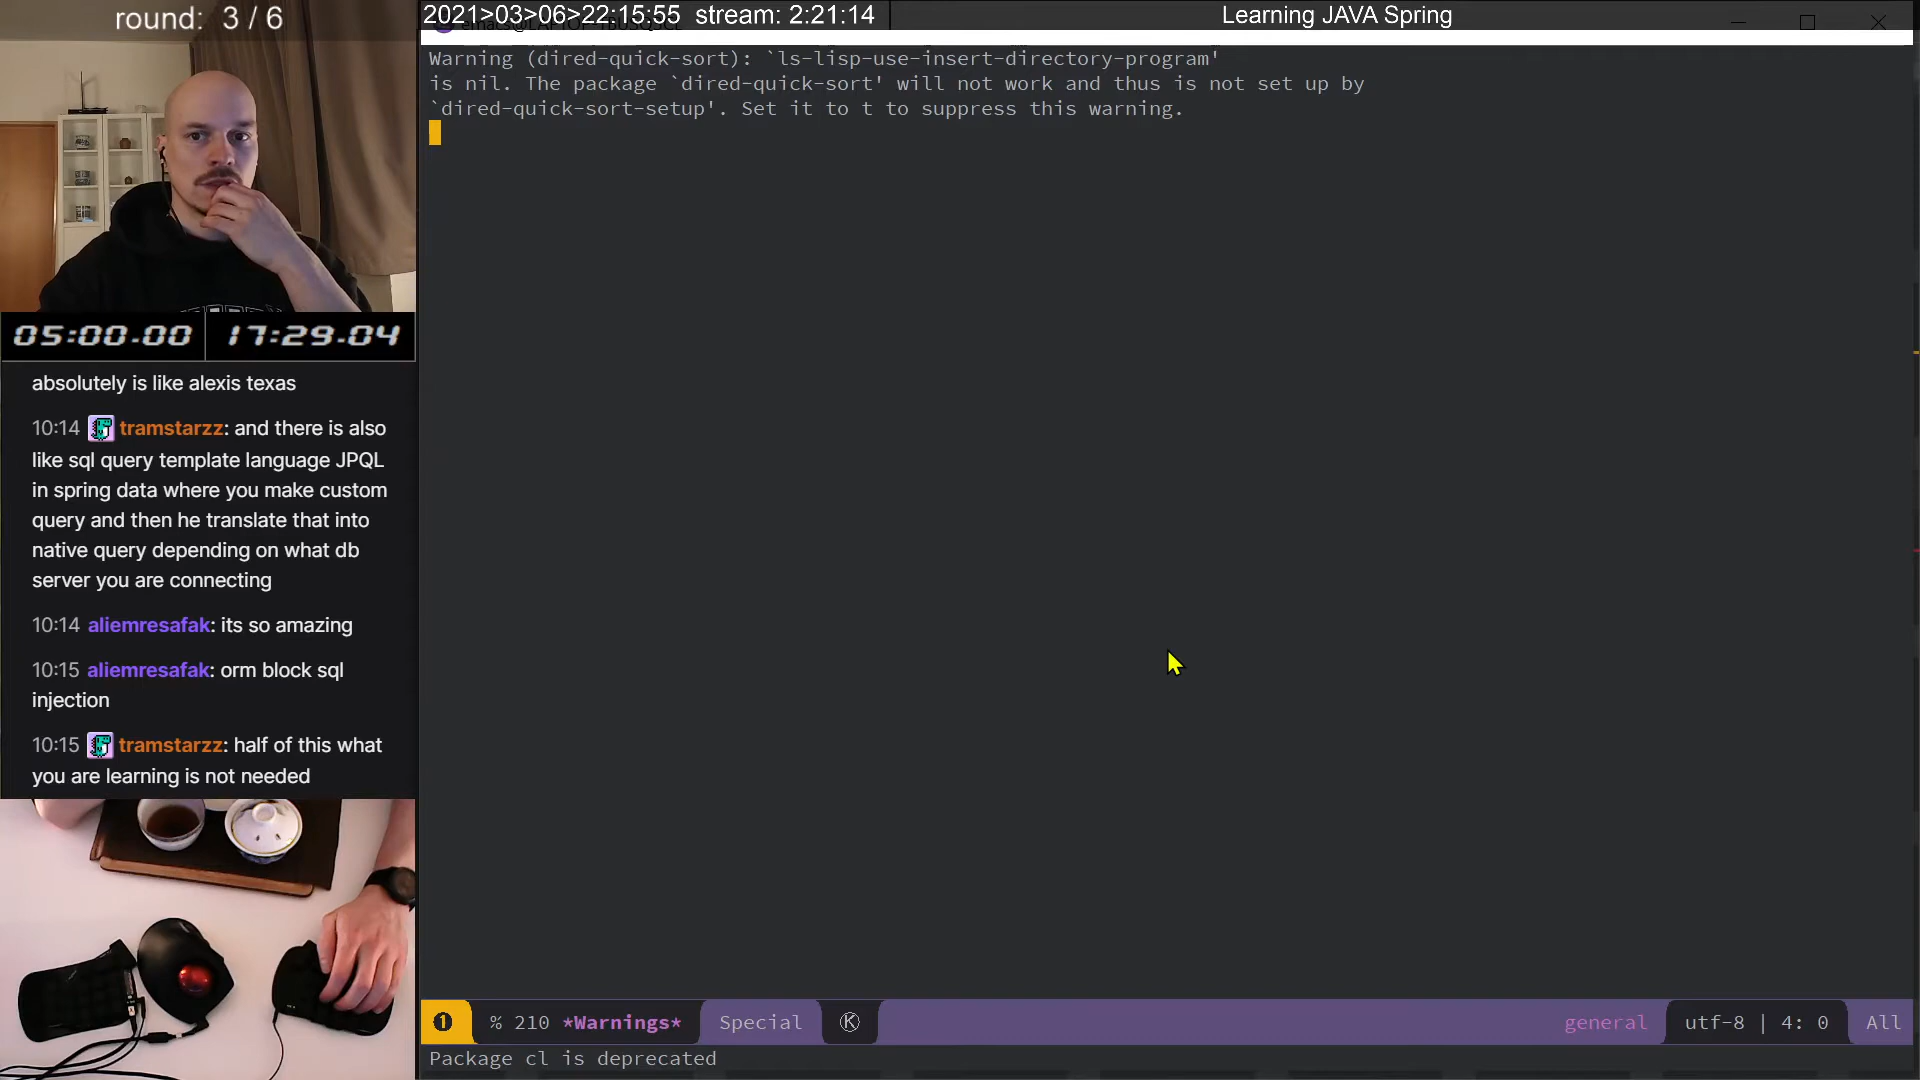 round: 3 / 6
2021>03>06>22:15:55 stream: 2:21:14
Learning JAVA Spring
Warning (dired-quick-sort): `ls-lisp-use-insert-directory-program'
is nil. The package `dired-quick-sort' will not work and thus is not set up by
`dired-quick-sort-setup'. Set it to t to suppress this warning.
05:00.00
17:29.04
absolutely is like alexis texas
10:14 tramstarzz: and there is also
like sql query template language JPQL
in spring data where you make custom
query and then he translate that into
native query depending on what db
server you are connecting
10:14 aliemresafak: its so amazing
10:15 aliemresafak: orm block sql
injection
10:15 tramstarzz: half of this what
you are learning is not needed
1 % 210 *Warnings* Special K general utf-8 | 4: 0 All
Package cl is deprecated